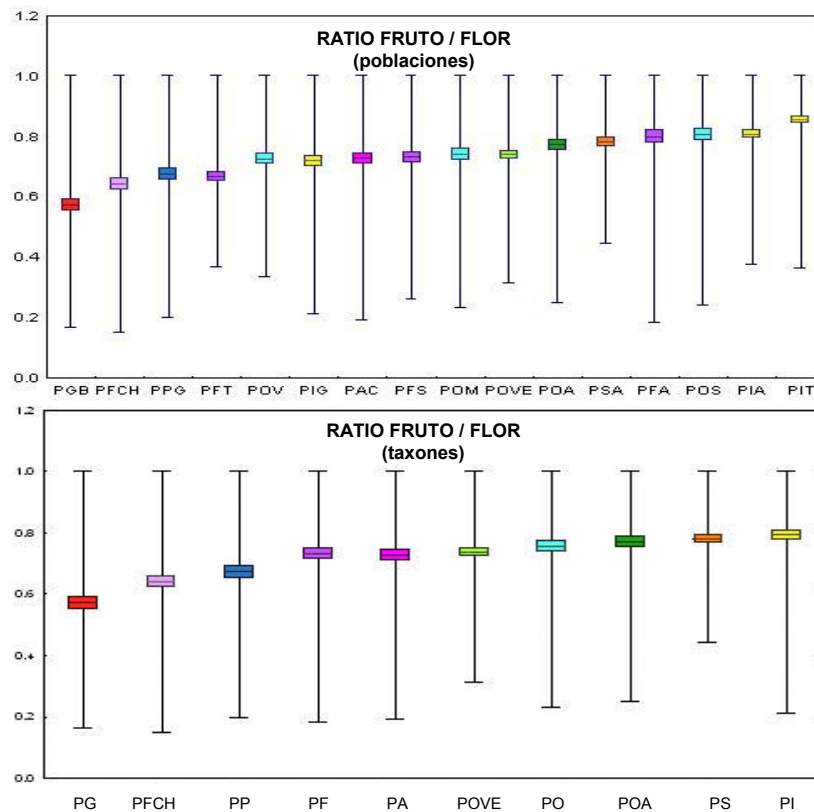 RATIO FRUTO / FLOR
(poblaciones)
1.2
1.0
0.8
0.6
0.4
0.2
0.0
PGB PFCH PPG PFT POV PIG PAC PFS POM POVE POA PSA PFA POS PIA PIT
RATIO FRUTO / FLOR
(taxones)
1.2
1.0
0.8
0.6
0.4
0.2
0.0
PG PFCH PP PF PA POVE PO POA PS PI